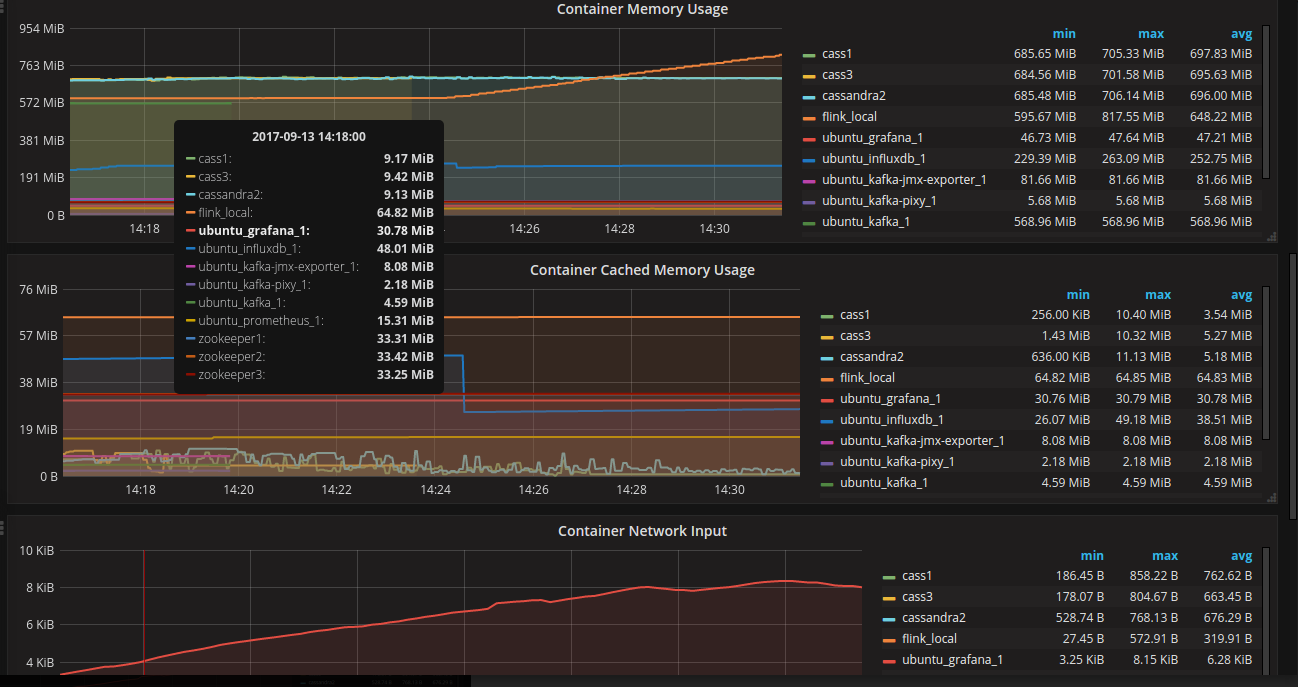 Container Memory Usage
954 MiB
763 MiB
572 MiB
381 MiB
191 MiB
0 B
14:18
14:26
14:28
14:30
min max avg
cass1 685.65 MiB 705.33 MiB 697.83 MiB
cass3 684.56 MiB 701.58 MiB 695.63 MiB
cassandra2 685.48 MiB 706.14 MiB 696.00 MiB
flink_local 595.67 MiB 817.55 MiB 648.22 MiB
ubuntu_grafana_1 46.73 MiB 47.64 MiB 47.21 MiB
ubuntu_influxdb_1 229.39 MiB 263.09 MiB 252.75 MiB
ubuntu_kafka-jmx-exporter_1 81.66 MiB 81.66 MiB 81.66 MiB
ubuntu_kafka-pixy_1 5.68 MiB 5.68 MiB 5.68 MiB
ubuntu_kafka_1 568.96 MiB 568.96 MiB 568.96 MiB
2017-09-13 14:18:00
cass1: 9.17 MiB
cass3: 9.42 MiB
cassandra2: 9.13 MiB
flink_local: 64.82 MiB
ubuntu_grafana_1: 30.78 MiB
ubuntu_influxdb_1: 48.01 MiB
ubuntu_kafka-jmx-exporter_1: 8.08 MiB
ubuntu_kafka-pixy_1: 2.18 MiB
ubuntu_kafka_1: 4.59 MiB
ubuntu_prometheus_1: 15.31 MiB
zookeeper1: 33.31 MiB
zookeeper2: 33.42 MiB
zookeeper3: 33.25 MiB
Container Cached Memory Usage
76 MiB
57 MiB
38 MiB
19 MiB
0 B
14:18
14:20
14:22
14:24
14:26
14:28
14:30
min max avg
cass1 256.00 KiB 10.40 MiB 3.54 MiB
cass3 1.43 MiB 10.32 MiB 5.27 MiB
cassandra2 636.00 KiB 11.13 MiB 5.18 MiB
flink_local 64.82 MiB 64.85 MiB 64.83 MiB
ubuntu_grafana_1 30.76 MiB 30.79 MiB 30.78 MiB
ubuntu_influxdb_1 26.07 MiB 49.18 MiB 38.51 MiB
ubuntu_kafka-jmx-exporter_1 8.08 MiB 8.08 MiB 8.08 MiB
ubuntu_kafka-pixy_1 2.18 MiB 2.18 MiB 2.18 MiB
ubuntu_kafka_1 4.59 MiB 4.59 MiB 4.59 MiB
Container Network Input
10 KiB
8 KiB
6 KiB
4 KiB
min max avg
cass1 186.45 B 858.22 B 762.62 B
cass3 178.07 B 804.67 B 663.45 B
cassandra2 528.74 B 768.13 B 676.29 B
flink_local 27.45 B 572.91 B 319.91 B
ubuntu_grafana_1 3.25 KiB 8.15 KiB 6.28 KiB